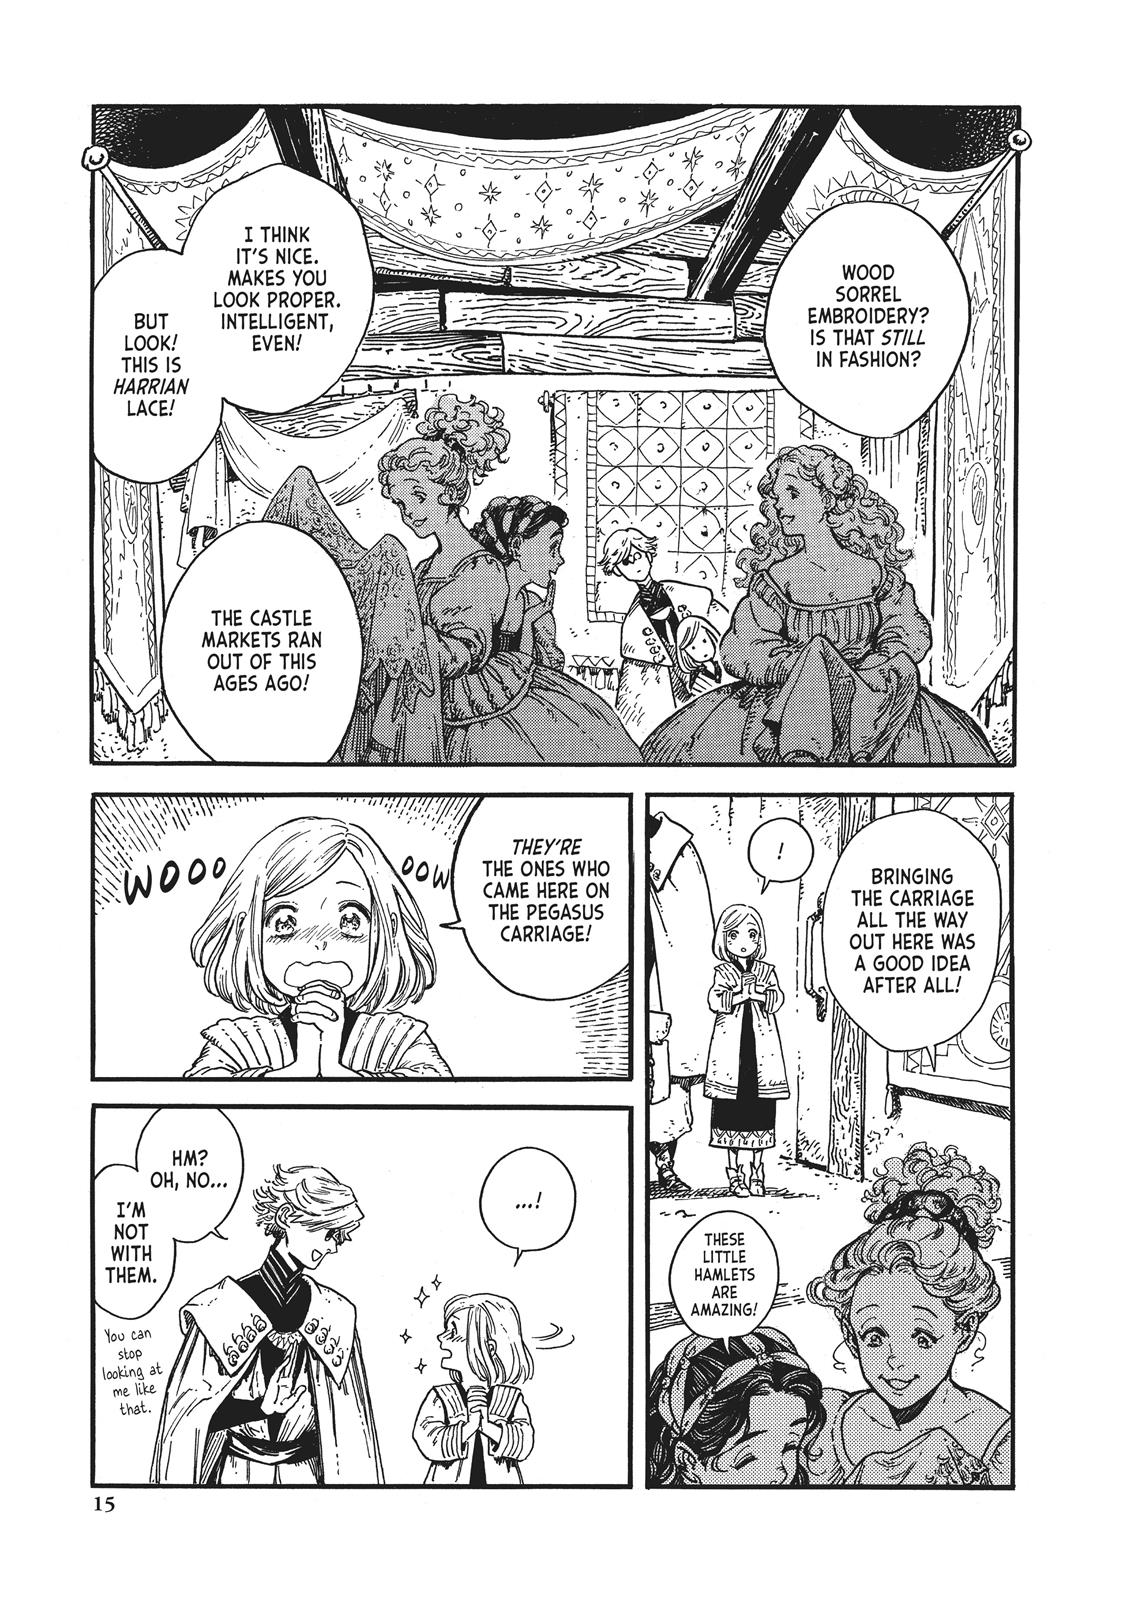 WOOD
SORREL
EMBROIDERY?
IS THAT STILL
IN FASHION?
I THINK
IT'S NICE.
MAKES YOU
LOOK PROPER.
INTELLIGENT,
EVEN!
BUT
LOOK!
THIS IS
HARRIAN
LACE!
THE CASTLE
MARKETS RAN
OUT OF THIS
AGES AGO!
BRINGING
THE CARRIAGE
ALL THE WAY
OUT HERE WAS
A GOOD IDEA
AFTER ALL!
!
THESE
LITTLE
HAMLETS
ARE
AMAZING!
THEY'RE
THE ONES WHO
CAME HERE ON
THE PEGASUS
CARRIAGE!
WOOO
OOW
...!
HM?
OH, NO...
I'M
NOT
WITH
THEM.
You can
stop
looking at
me like
that.
15